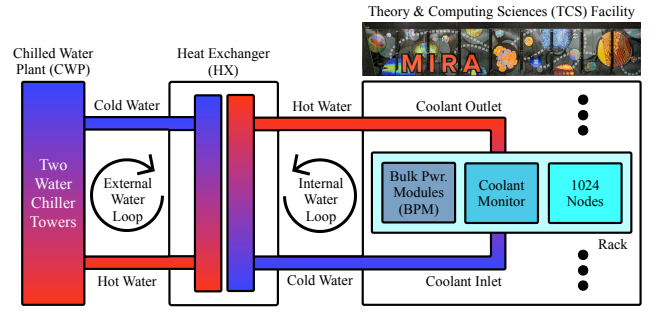 Theory & Computing Sciences (TCS) Facility
Chilled Water
Plant (CWP)
Heat Exchanger
(HX)
MIRA
Cold Water
Hot Water
Coolant Outlet
Two
Water
Chiller
Towers
External
Water
Loop
Internal
Water
Loop
Bulk Pwr.
Modules
(BPM)
Coolant
Monitor
1024
Nodes
Rack
Hot Water
Cold Water
Coolant Inlet